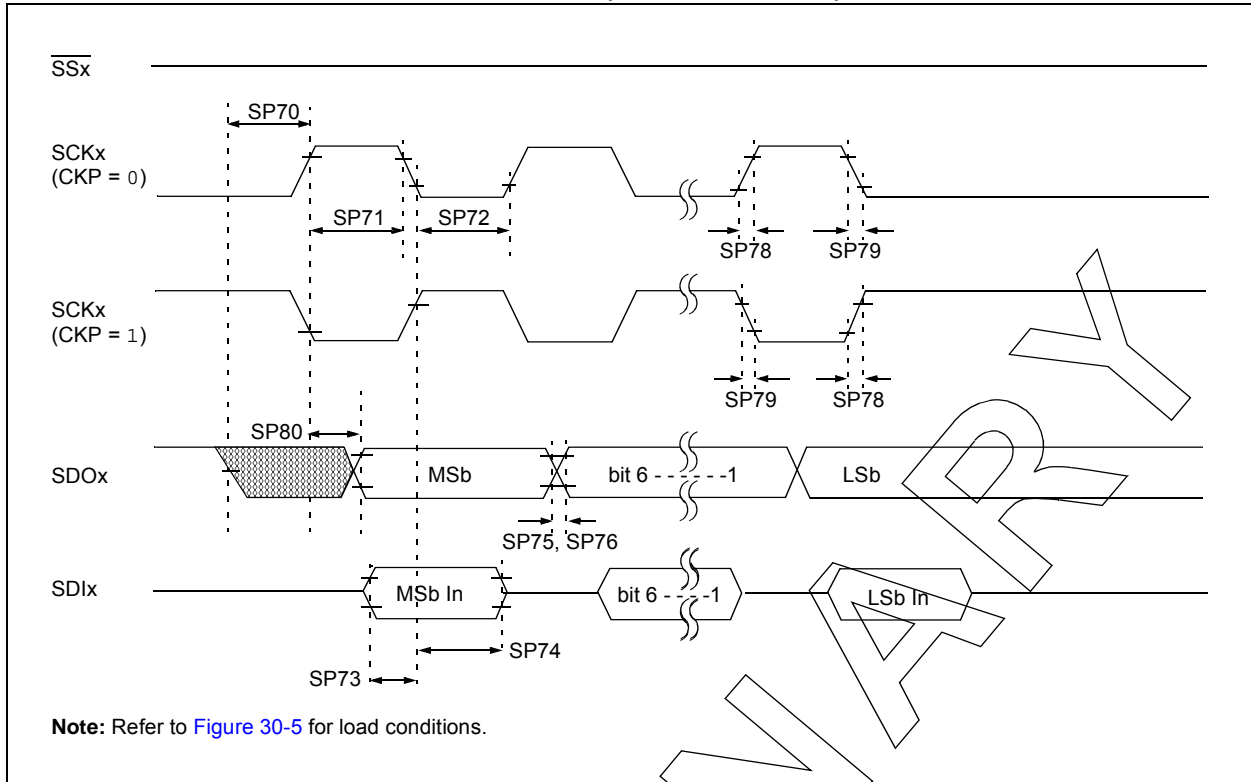 SSx
SP70
SCKx
(CKP = 0)
SP71
SP72
SP78
SP79
SCKx
(CKP = 1)
SP79
SP78
SP80
SDOx
MSb
bit 6 - - - - - -1
LSb
SP75, SP76
SDIx
MSb In
bit 6 - - - - -1
LSb In
SP74
SP73
Note: Refer to Figure 30-5 for load conditions.